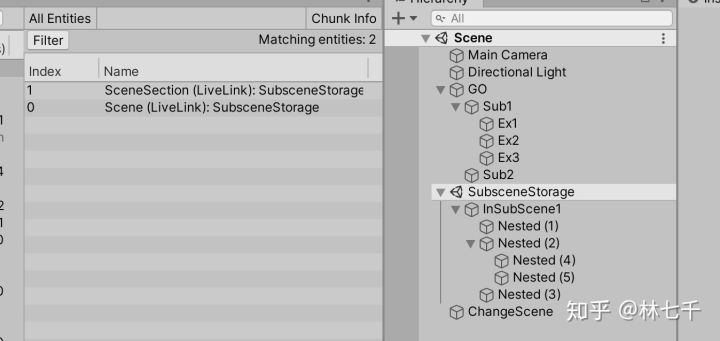 All Entities
Chunk Info
Filter
Matching entities: 2
Index
Name
1
SceneSection (LiveLink): SubsceneStorage
0
Scene (LiveLink): SubsceneStorage
Hierarchy
All
Scene
Main Camera
Directional Light
GO
Sub1
Ex1
Ex2
Ex3
Sub2
SubsceneStorage
InSubScene1
Nested (1)
Nested (2)
Nested (4)
Nested (5)
Nested (3)
ChangeScene
知乎 @林七千